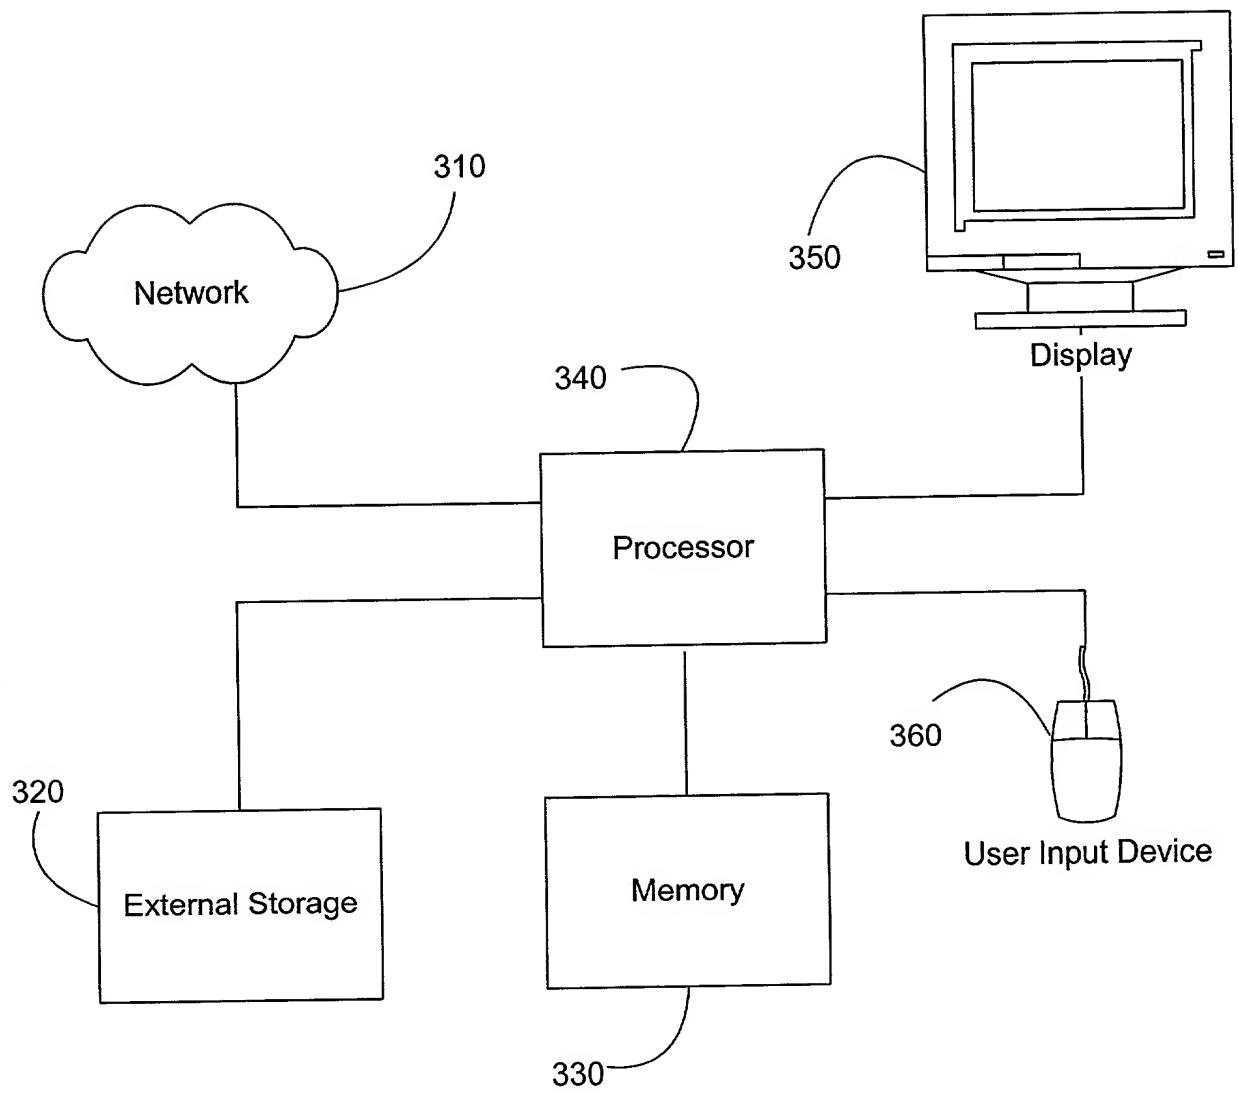 310
Network
350
Display
340
Processor
360
User Input Device
320
External Storage
Memory
330